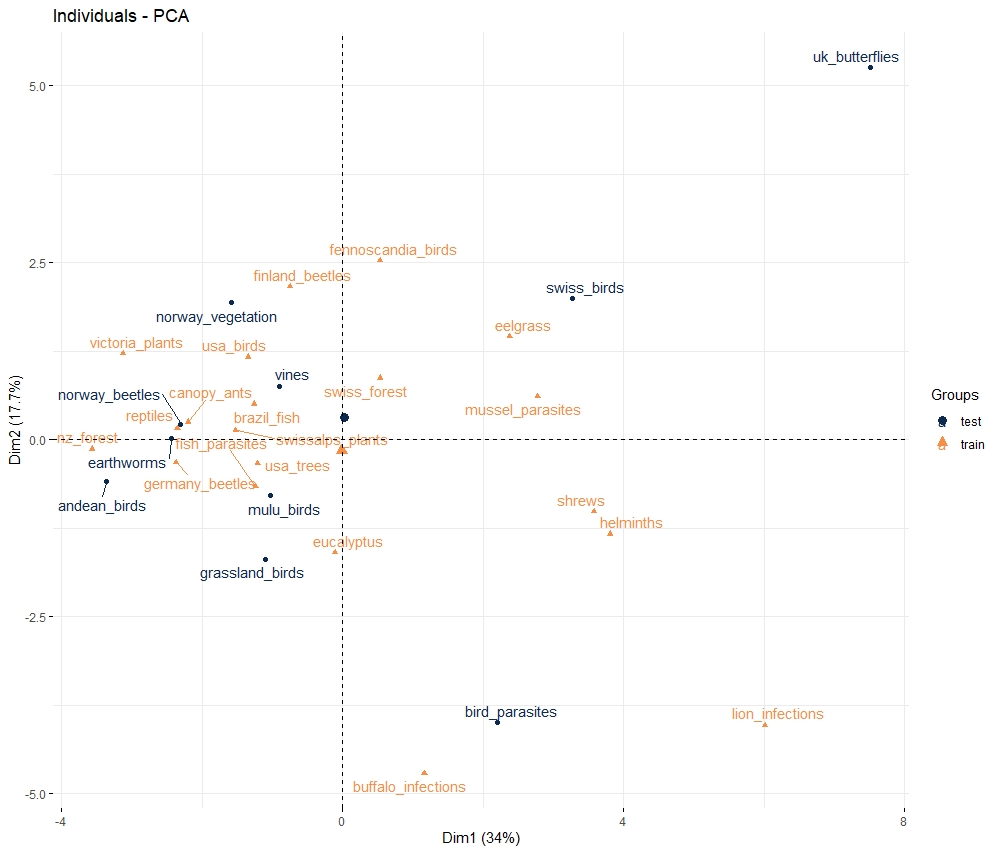 Individuals - PCA
uk_butterflies
5.0
fennoscandia_birds
2.5
finland_beetles
swiss_birds
norway_vegetation
eelgrass
victoria_plants
usa_birds
vines
Groups
norway_beetles
canopy_ants
swiss_forest
mussel_parasites
reptiles
brazil_fish
test
Dim2 (17.7%)
nz_forest
0.0
fish_parasites
swissalps_plants
train
earthworms
usa_trees
germany_beetles
andean_birds
mulu_birds
shrews
helminths
eucalyptus
grassland_birds
-2.5
bird_parasites
lion_infections
buffalo_infections
-5.0
-4
0
4
8
Dim1 (34%)